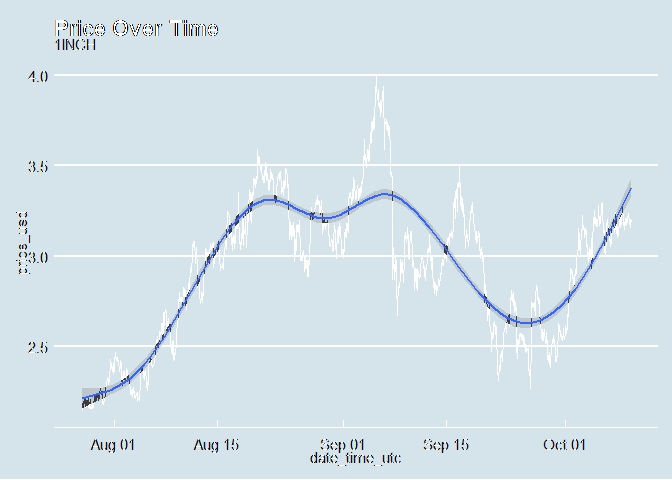 Price Over Time
1INCH
4.0
3.5
3.0
2.5
Aug 01 Aug 15 Sep 01 Sep 15 Oct 01
date_time_utc